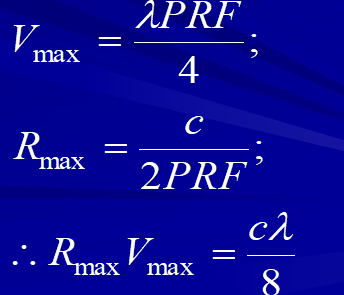 V_max = λPRF/4 ;
R_max = c/2PRF ;
∴ R_max V_max = cλ/8